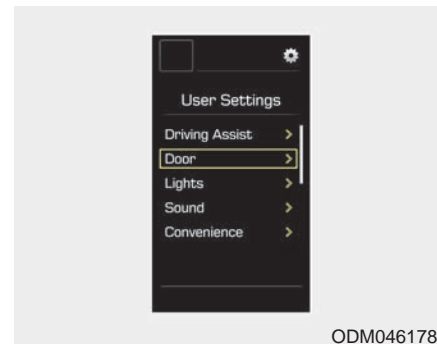 User Settings
Driving Assist >
Door >
Lights >
Sound >
Convenience >
ODM046178